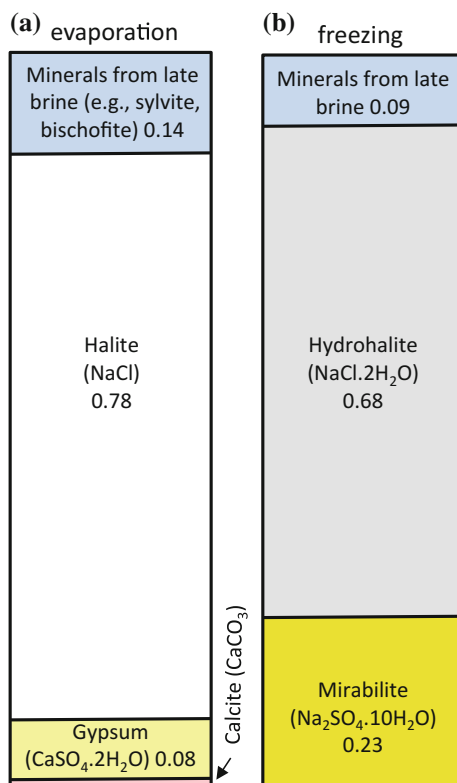 (a) evaporation
Minerals from late
brine (e.g., sylvite,
bischofite) 0.14
Halite
(NaCl)
0.78
Gypsum
(CaSO₄.2H₂O) 0.08
Calcite (CaCO₃)
(b) freezing
Minerals from late
brine 0.09
Hydrohalite
(NaCl.2H₂O)
0.68
Mirabilite
(Na₂SO₄.10H₂O)
0.23